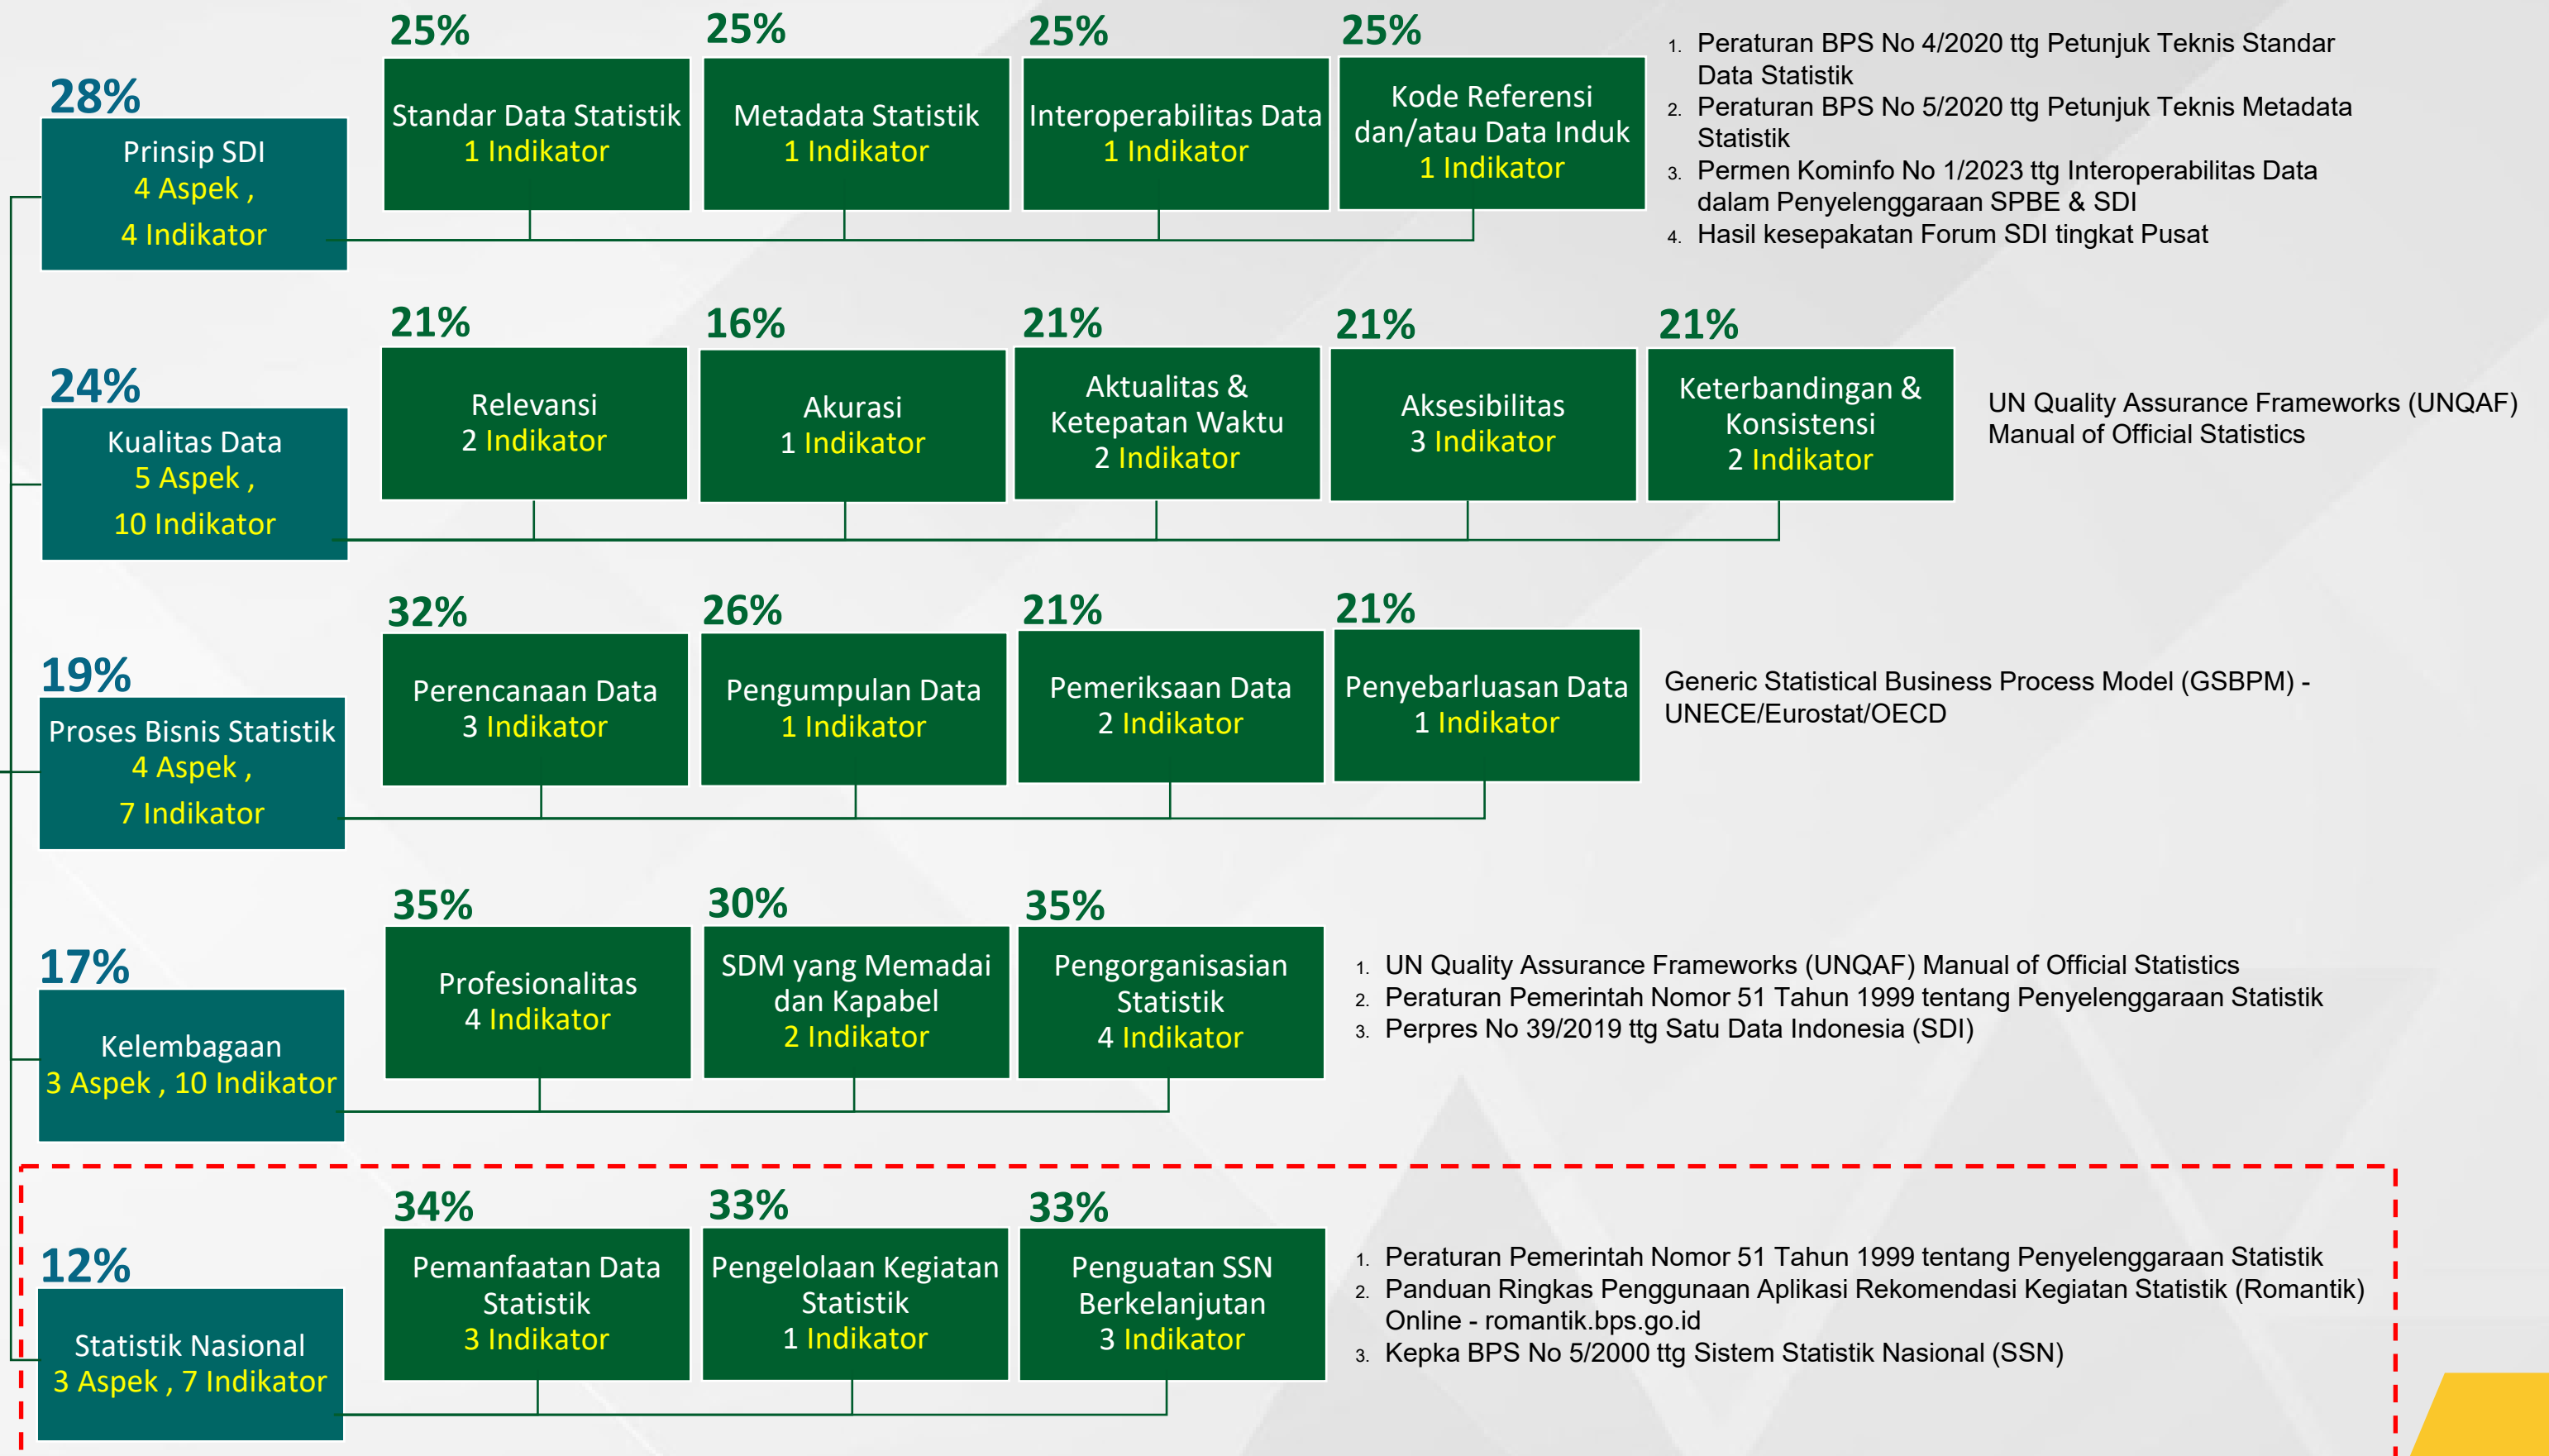 25%
25%
25%
25%
28%
Prinsip SDI
4 Aspek ,
4 Indikator
Standar Data Statistik
1 Indikator
Metadata Statistik
1 Indikator
Interoperabilitas Data
1 Indikator
Kode Referensi
dan/atau Data Induk
1 Indikator
1. Peraturan BPS No 4/2020 ttg Petunjuk Teknis Standar
Data Statistik
2. Peraturan BPS No 5/2020 ttg Petunjuk Teknis Metadata
Statistik
3. Permen Kominfo No 1/2023 ttg Interoperabilitas Data
dalam Penyelenggaraan SPBE & SDI
4. Hasil kesepakatan Forum SDI tingkat Pusat
21%
16%
21%
21%
21%
24%
Kualitas Data
5 Aspek ,
10 Indikator
Relevansi
2 Indikator
Akurasi
1 Indikator
Aktualitas &
Ketepatan Waktu
2 Indikator
Aksesibilitas
3 Indikator
Keterbandingan &
Konsistensi
2 Indikator
UN Quality Assurance Frameworks (UNQAF)
Manual of Official Statistics
32%
26%
21%
21%
19%
Proses Bisnis Statistik
4 Aspek ,
7 Indikator
Perencanaan Data
3 Indikator
Pengumpulan Data
1 Indikator
Pemeriksaan Data
2 Indikator
Penyebarluasan Data
1 Indikator
Generic Statistical Business Process Model (GSBPM) -
UNECE/Eurostat/OECD
35%
30%
35%
17%
Kelembagaan
3 Aspek , 10 Indikator
Profesionalitas
4 Indikator
SDM yang Memadai
dan Kapabel
2 Indikator
Pengorganisasian
Statistik
4 Indikator
1. UN Quality Assurance Frameworks (UNQAF) Manual of Official Statistics
2. Peraturan Pemerintah Nomor 51 Tahun 1999 tentang Penyelenggaraan Statistik
3. Perpres No 39/2019 ttg Satu Data Indonesia (SDI)
34%
33%
33%
12%
Statistik Nasional
3 Aspek , 7 Indikator
Pemanfaatan Data
Statistik
3 Indikator
Pengelolaan Kegiatan
Statistik
1 Indikator
Penguatan SSN
Berkelanjutan
3 Indikator
1. Peraturan Pemerintah Nomor 51 Tahun 1999 tentang Penyelenggaraan Statistik
2. Panduan Ringkas Penggunaan Aplikasi Rekomendasi Kegiatan Statistik (Romantik)
Online - romantik.bps.go.id
3. Kepka BPS No 5/2000 ttg Sistem Statistik Nasional (SSN)